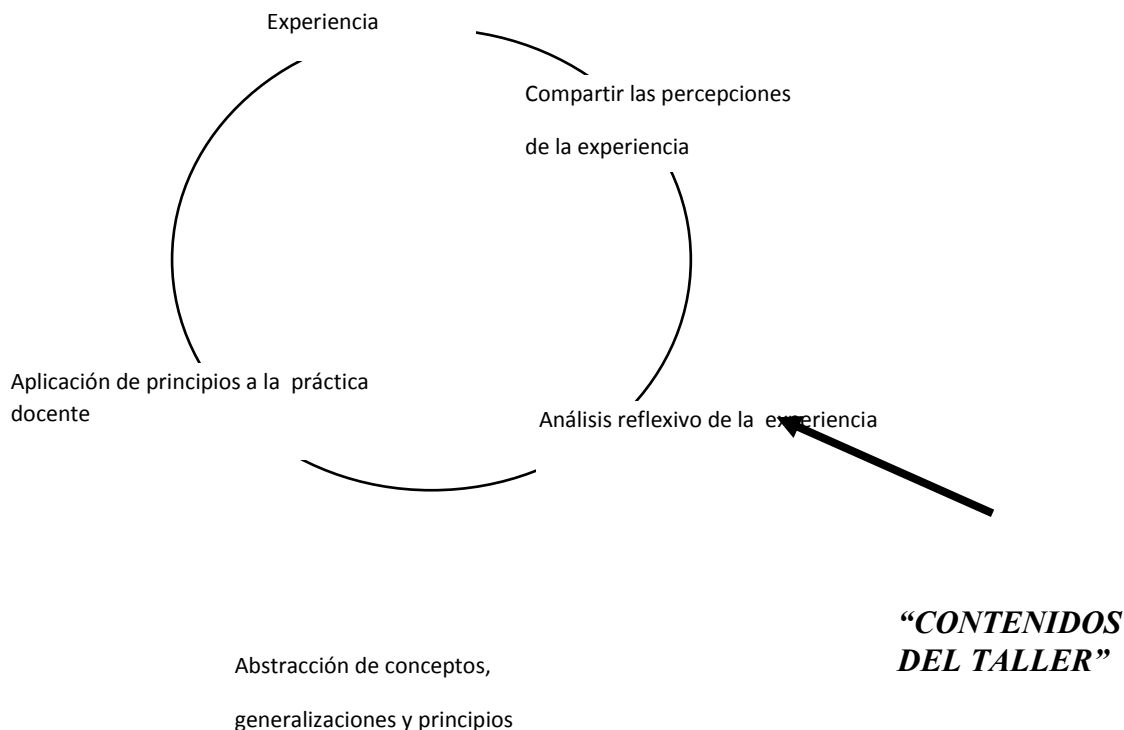 Experiencia
Compartir las percepciones
de la experiencia
Aplicación de principios a la práctica
docente
Análisis reflexivo de la experiencia
“CONTENIDOS
DEL TALLER”
Abstracción de conceptos,
generalizaciones y principios